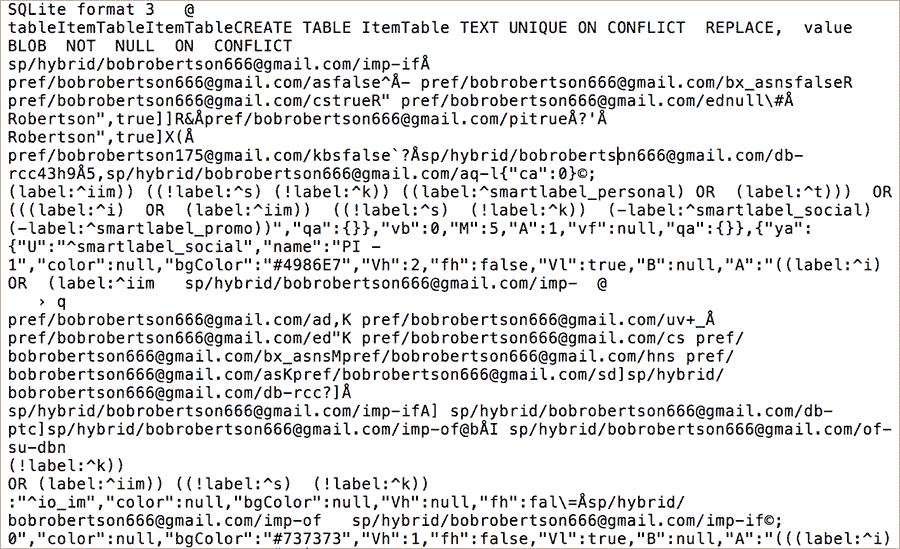 SQLite format 3   @
tableItemTableItemTableCREATE TABLE ItemTable TEXT UNIQUE ON CONFLICT  REPLACE,  value
BLOB  NOT  NULL  ON  CONFLICT
sp/hybrid/bobrobertson666@gmail.com/imp-ifÅ
pref/bobrobertson666@gmail.com/asfalse^Å- pref/bobrobertson666@gmail.com/bx_asnsfalseR
pref/bobrobertson666@gmail.com/cstrueR" pref/bobrobertson666@gmail.com/ednull\#Å
Robertson",true]]R&Åpref/bobrobertson666@gmail.com/pitrueÅ?'Å
Robertson",true]X(Å
pref/bobrobertson175@gmail.com/kbsfalse`?Åsp/hybrid/bobrobertson666@gmail.com/db-
rcc43h9Å5,sp/hybrid/bobrobertson666@gmail.com/aq-l{"ca":0}©;
(label:^iim)) ((!label:^s) (!label:^k)) ((label:^smartlabel_personal) OR  (label:^t)))  OR
(((label:^i)  OR  (label:^iim))  ((!label:^s)  (!label:^k))  (-label:^smartlabel_social)
(-label:^smartlabel_promo))","qa":{}},"vb":0,"M":5,"A":1,"vf":null,"qa":{}},{"ya":
{"U":"^smartlabel_social","name":"PI -
1","color":null,"bgColor":"#4986E7","Vh":2,"fh":false,"Vl":true,"B":null,"A":"((label:^i)
OR  (label:^iim   sp/hybrid/bobrobertson666@gmail.com/imp-  @
› q
pref/bobrobertson666@gmail.com/ad,K pref/bobrobertson666@gmail.com/uv+_Å
pref/bobrobertson666@gmail.com/ed"K pref/bobrobertson666@gmail.com/cs pref/
bobrobertson666@gmail.com/bx_asnsMpref/bobrobertson666@gmail.com/hns pref/
bobrobertson666@gmail.com/asKpref/bobrobertson666@gmail.com/sd]sp/hybrid/
bobrobertson666@gmail.com/db-rcc?]Å
sp/hybrid/bobrobertson666@gmail.com/imp-ifA] sp/hybrid/bobrobertson666@gmail.com/db-
ptc]sp/hybrid/bobrobertson666@gmail.com/imp-of@bÅI sp/hybrid/bobrobertson666@gmail.com/of-
su-dbn
(!label:^k))
OR (label:^iim)) ((!label:^s)  (!label:^k))
:"^io_im","color":null,"bgColor":null,"Vh":null,"fh":fal\=Åsp/hybrid/
bobrobertson666@gmail.com/imp-of   sp/hybrid/bobrobertson666@gmail.com/imp-if©;
0","color":null,"bgColor":"#737373","Vh":1,"fh":false,"Vl":true,"B":null,"A":"(((label:^i)